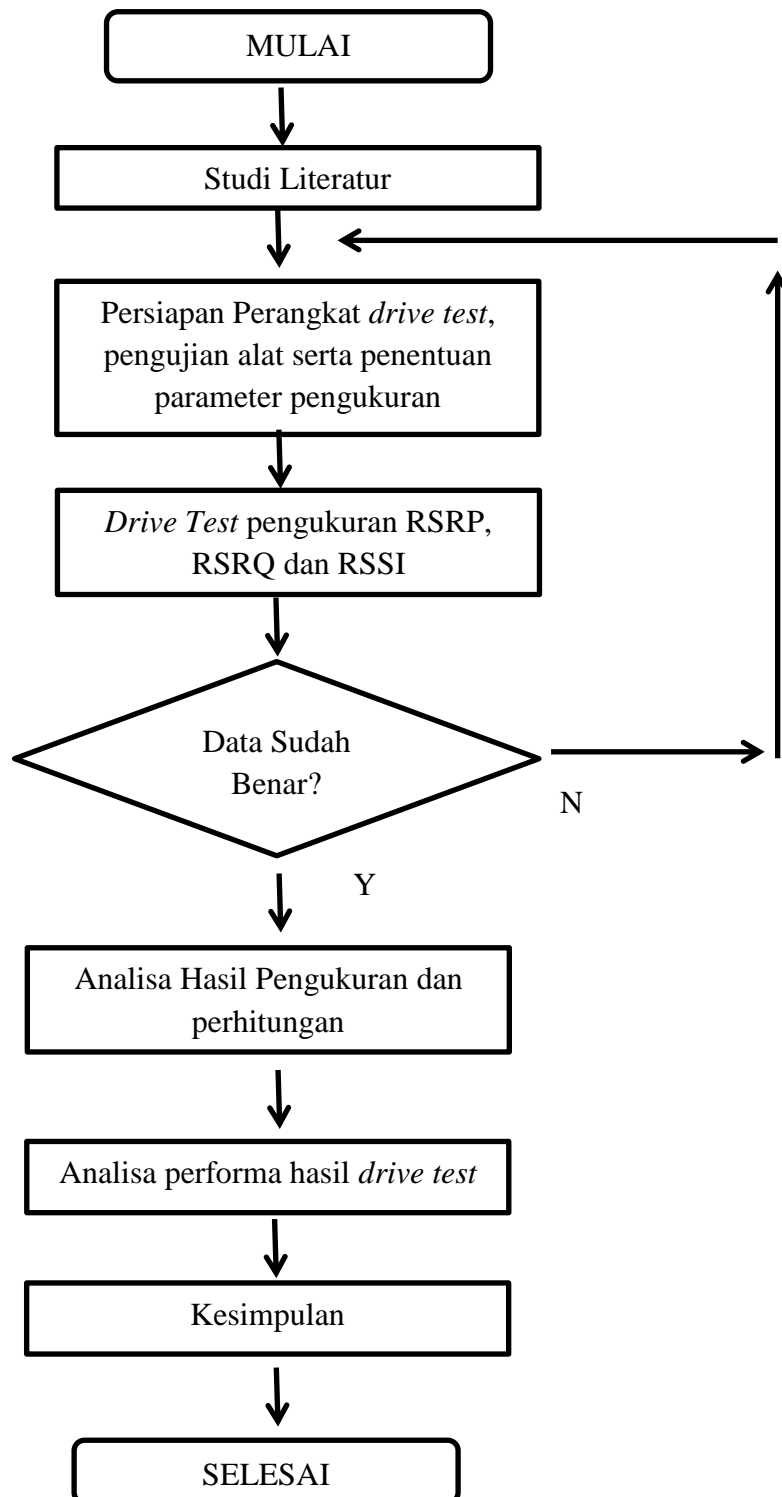 MULAI
Studi Literatur
Persiapan Perangkat drive test,
pengujian alat serta penentuan
parameter pengukuran
Drive Test pengukuran RSRP,
RSRQ dan RSSI
Data Sudah
Benar?
N
Y
Analisa Hasil Pengukuran dan
perhitungan
Analisa performa hasil drive test
Kesimpulan
SELESAI